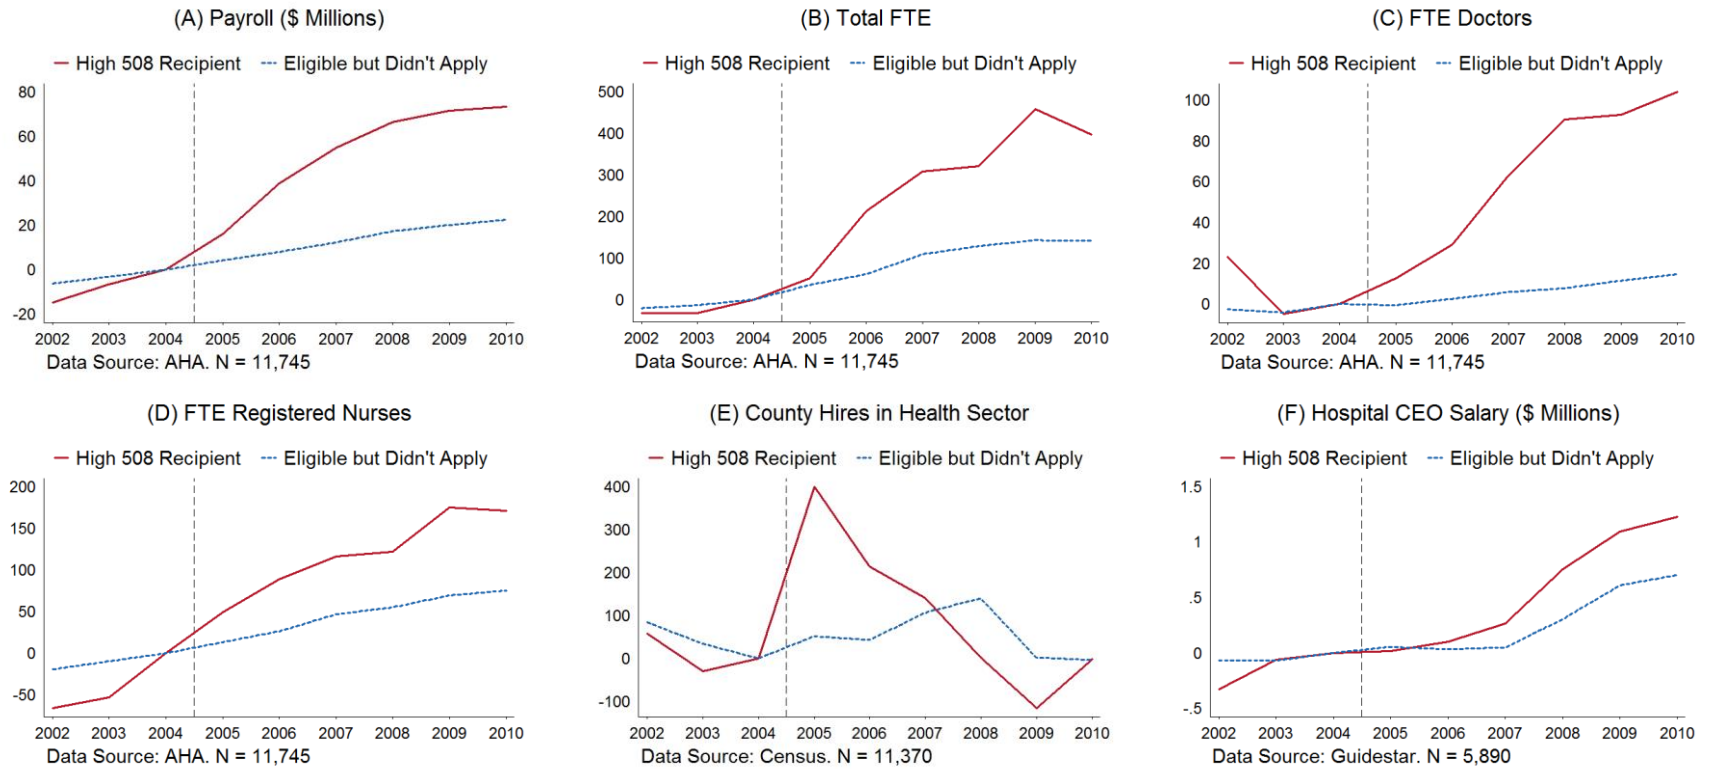 (A) Payroll ($ Millions)
High 508 Recipient Eligible but Didn't Apply
80
60
40
20
0
-20
2002 2003 2004 2005 2006 2007 2008 2009 2010
Data Source: AHA. N = 11,745
(B) Total FTE
High 508 Recipient Eligible but Didn't Apply
500
400
300
200
100
0
2002 2003 2004 2005 2006 2007 2008 2009 2010
Data Source: AHA. N = 11,745
(C) FTE Doctors
High 508 Recipient Eligible but Didn't Apply
100
80
60
40
20
0
2002 2003 2004 2005 2006 2007 2008 2009 2010
Data Source: AHA. N = 11,745
(D) FTE Registered Nurses
High 508 Recipient Eligible but Didn't Apply
200
150
100
50
0
-50
2002 2003 2004 2005 2006 2007 2008 2009 2010
Data Source: AHA. N = 11,745
(E) County Hires in Health Sector
High 508 Recipient Eligible but Didn't Apply
400
300
200
100
0
-100
2002 2003 2004 2005 2006 2007 2008 2009 2010
Data Source: Census. N = 11,370
(F) Hospital CEO Salary ($ Millions)
High 508 Recipient Eligible but Didn't Apply
1.5
1
.5
0
-.5
2002 2003 2004 2005 2006 2007 2008 2009 2010
Data Source: Guidestar. N = 5,890